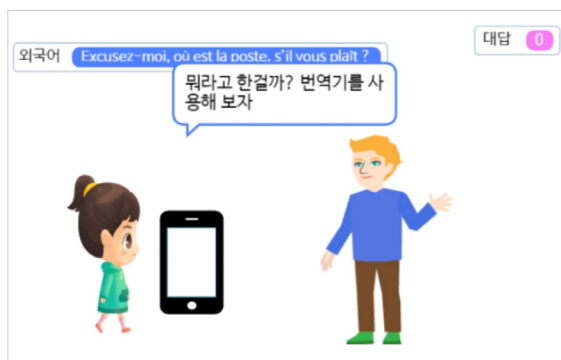 대답 0
외국어 Excusez-moi, où est la poste, s'il vous plaît ?
뭐라고 한걸까? 번역기를 사
용해 보자